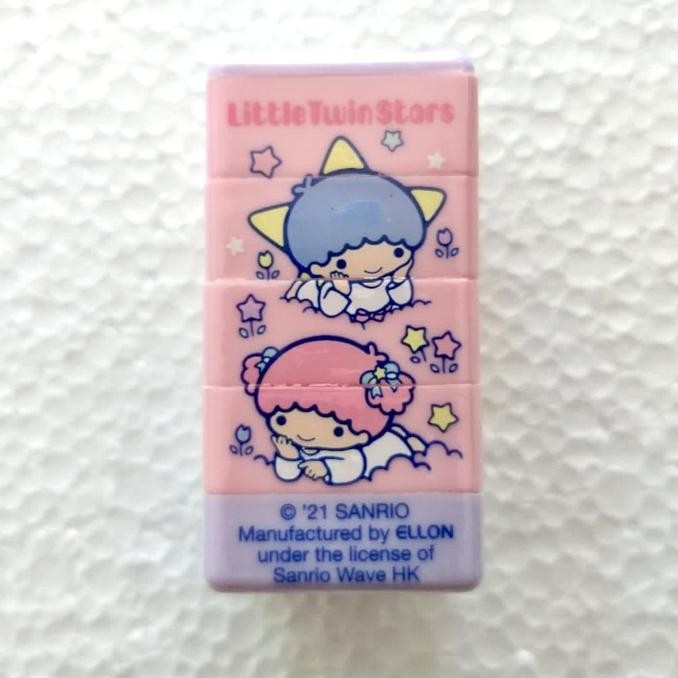 LittleTwinStars
© '21 SANRIO
Manufactured by ELLON
under the license of
Sanrio Wave HK